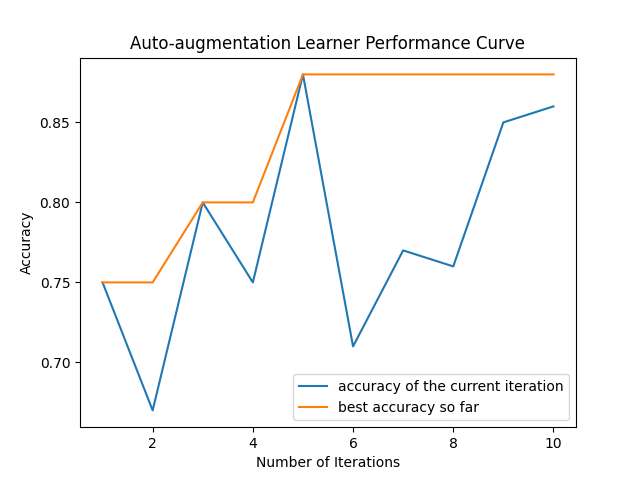 Auto-augmentation Learner Performance Curve
0.85
0.80
0.75
0.70
Accuracy
accuracy of the current iteration
best accuracy so far
2 4 6 8 10
Number of Iterations